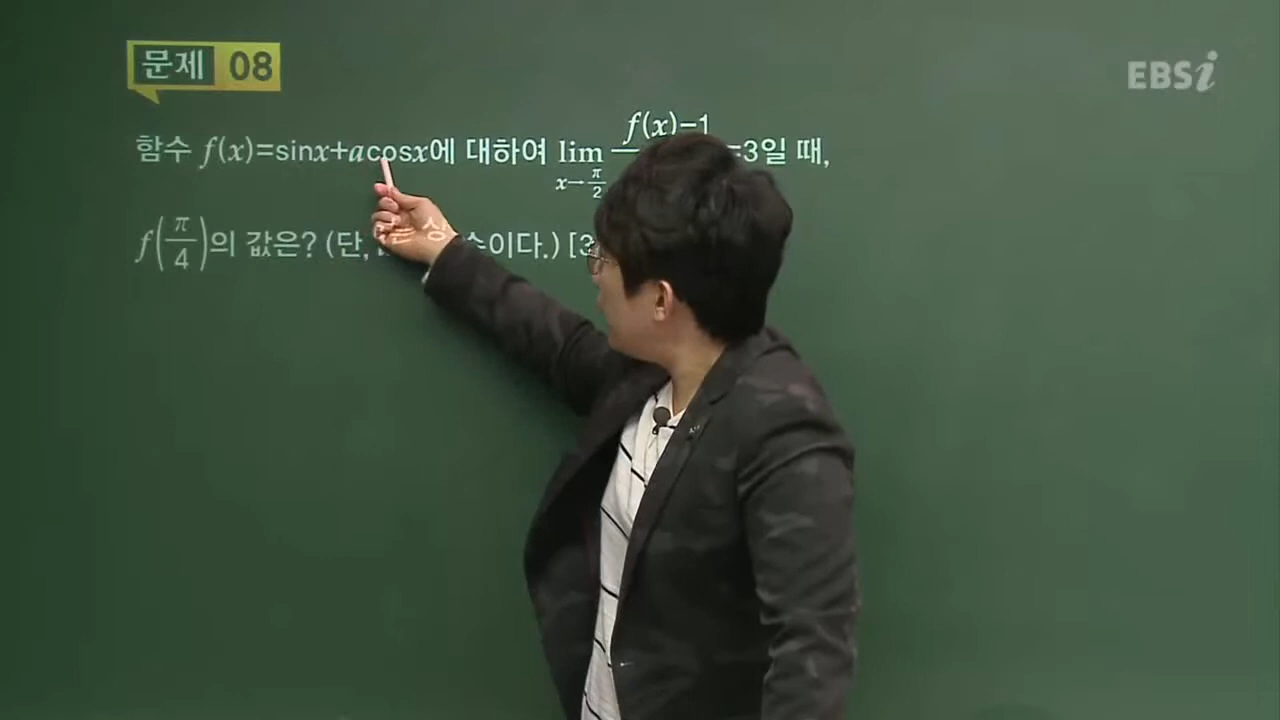 문제 08
EBSi
함수 f(x)=sinx+acosx에 대하여 lim x→π/2 f(x)-1 =3일 때,
f(π/4)의 값은? (단, 상 수이다.) [3